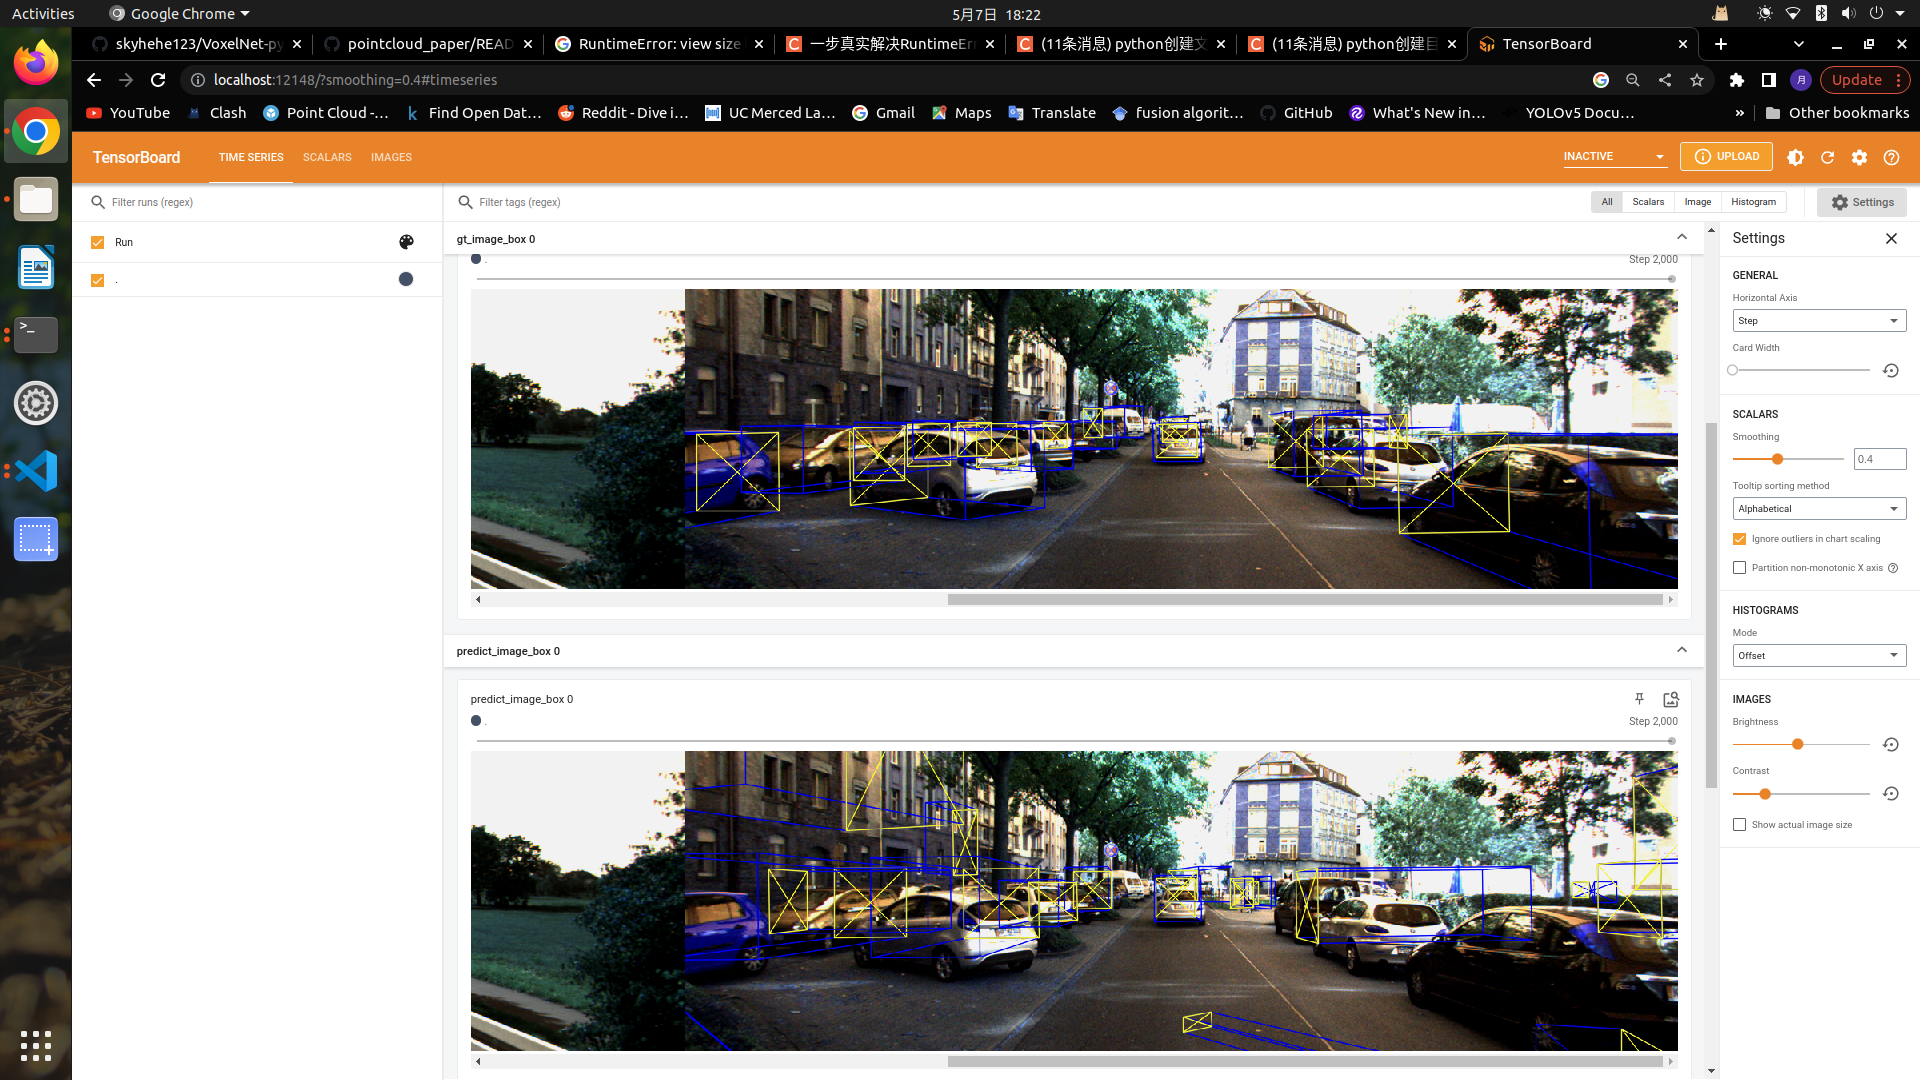 Activities
Google Chrome
5月7日 18:22
skyhehe123/VoxelNet-py
pointcloud_paper/READ
RuntimeError: view size
一步真实解决RuntimeErr
(11条消息) python创建文
(11条消息) python创建目
TensorBoard
localhost:12148/?smoothing=0.4#timeseries
月
Update
YouTube
Clash
Point Cloud -…
Find Open Dat…
Reddit - Dive i…
UC Merced La…
Gmail
Maps
Translate
fusion algorit…
GitHub
What's New in…
YOLOv5 Docu…
»
Other bookmarks
TensorBoard
TIME SERIES
SCALARS
IMAGES
INACTIVE
UPLOAD
Filter runs (regex)
Filter tags (regex)
All
Scalars
Image
Histogram
Settings
Run
.
gt_image_box 0
.
Step 2,000
predict_image_box 0
predict_image_box 0
.
Step 2,000
Settings
GENERAL
Horizontal Axis
Step
Card Width
SCALARS
Smoothing
0.4
Tooltip sorting method
Alphabetical
Ignore outliers in chart scaling
Partition non-monotonic X axis
HISTOGRAMS
Mode
Offset
IMAGES
Brightness
Contrast
Show actual image size